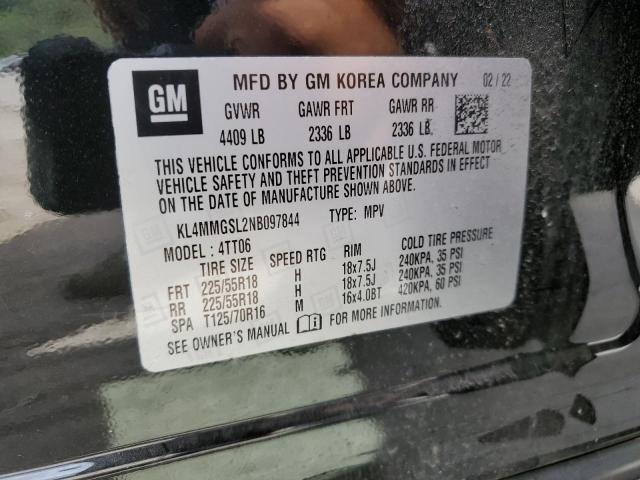 GM
MFD BY GM KOREA COMPANY 02 / 22
GVWR GAWR FRT GAWR RR
4409 LB 2336 LB 2336 LB
THIS VEHICLE CONFORMS TO ALL APPLICABLE U.S. FEDERAL MOTOR
VEHICLE SAFETY AND THEFT PREVENTION STANDARDS IN EFFECT
ON THE DATE OF MANUFACTURE SHOWN ABOVE.
KL4MMGSL2NB097844 TYPE: MPV
MODEL: 4TT06
TIRE SIZE SPEED RTG RIM COLD TIRE PRESSURE
FRT 225/55R18 H 18x7.5J 240KPA, 35 PSI
RR 225/55R18 H 18x7.5J 240KPA, 35 PSI
SPA T125/70R16 M 16x4.0BT 420KPA, 60 PSI
SEE OWNER'S MANUAL FOR MORE INFORMATION.